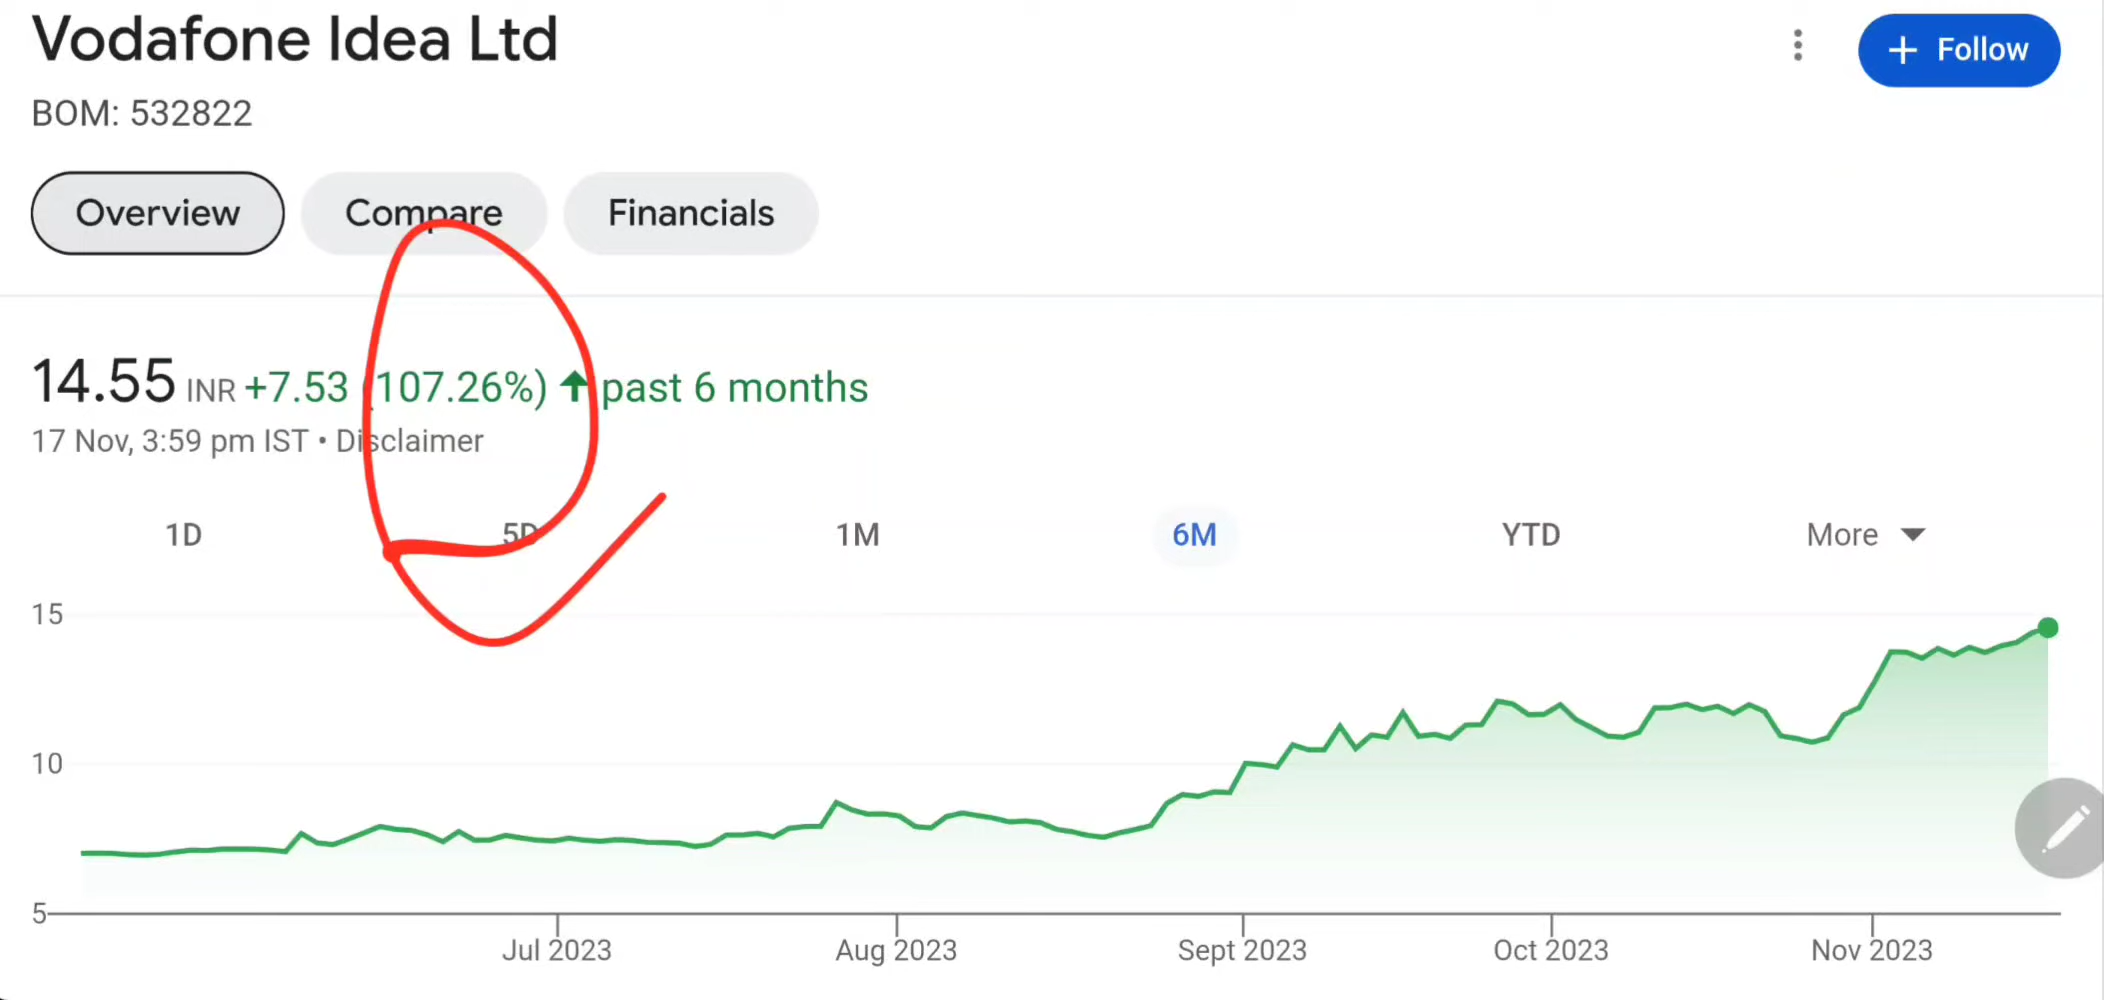 Vodafone Idea Ltd
+ Follow
BOM: 532822
Overview Compare Financials
14.55 INR +7.53 (107.26%) ↑ past 6 months
17 Nov, 3:59 pm IST • Disclaimer
1D 5D 1M 6M YTD More
15
10
5
Jul 2023 Aug 2023 Sept 2023 Oct 2023 Nov 2023